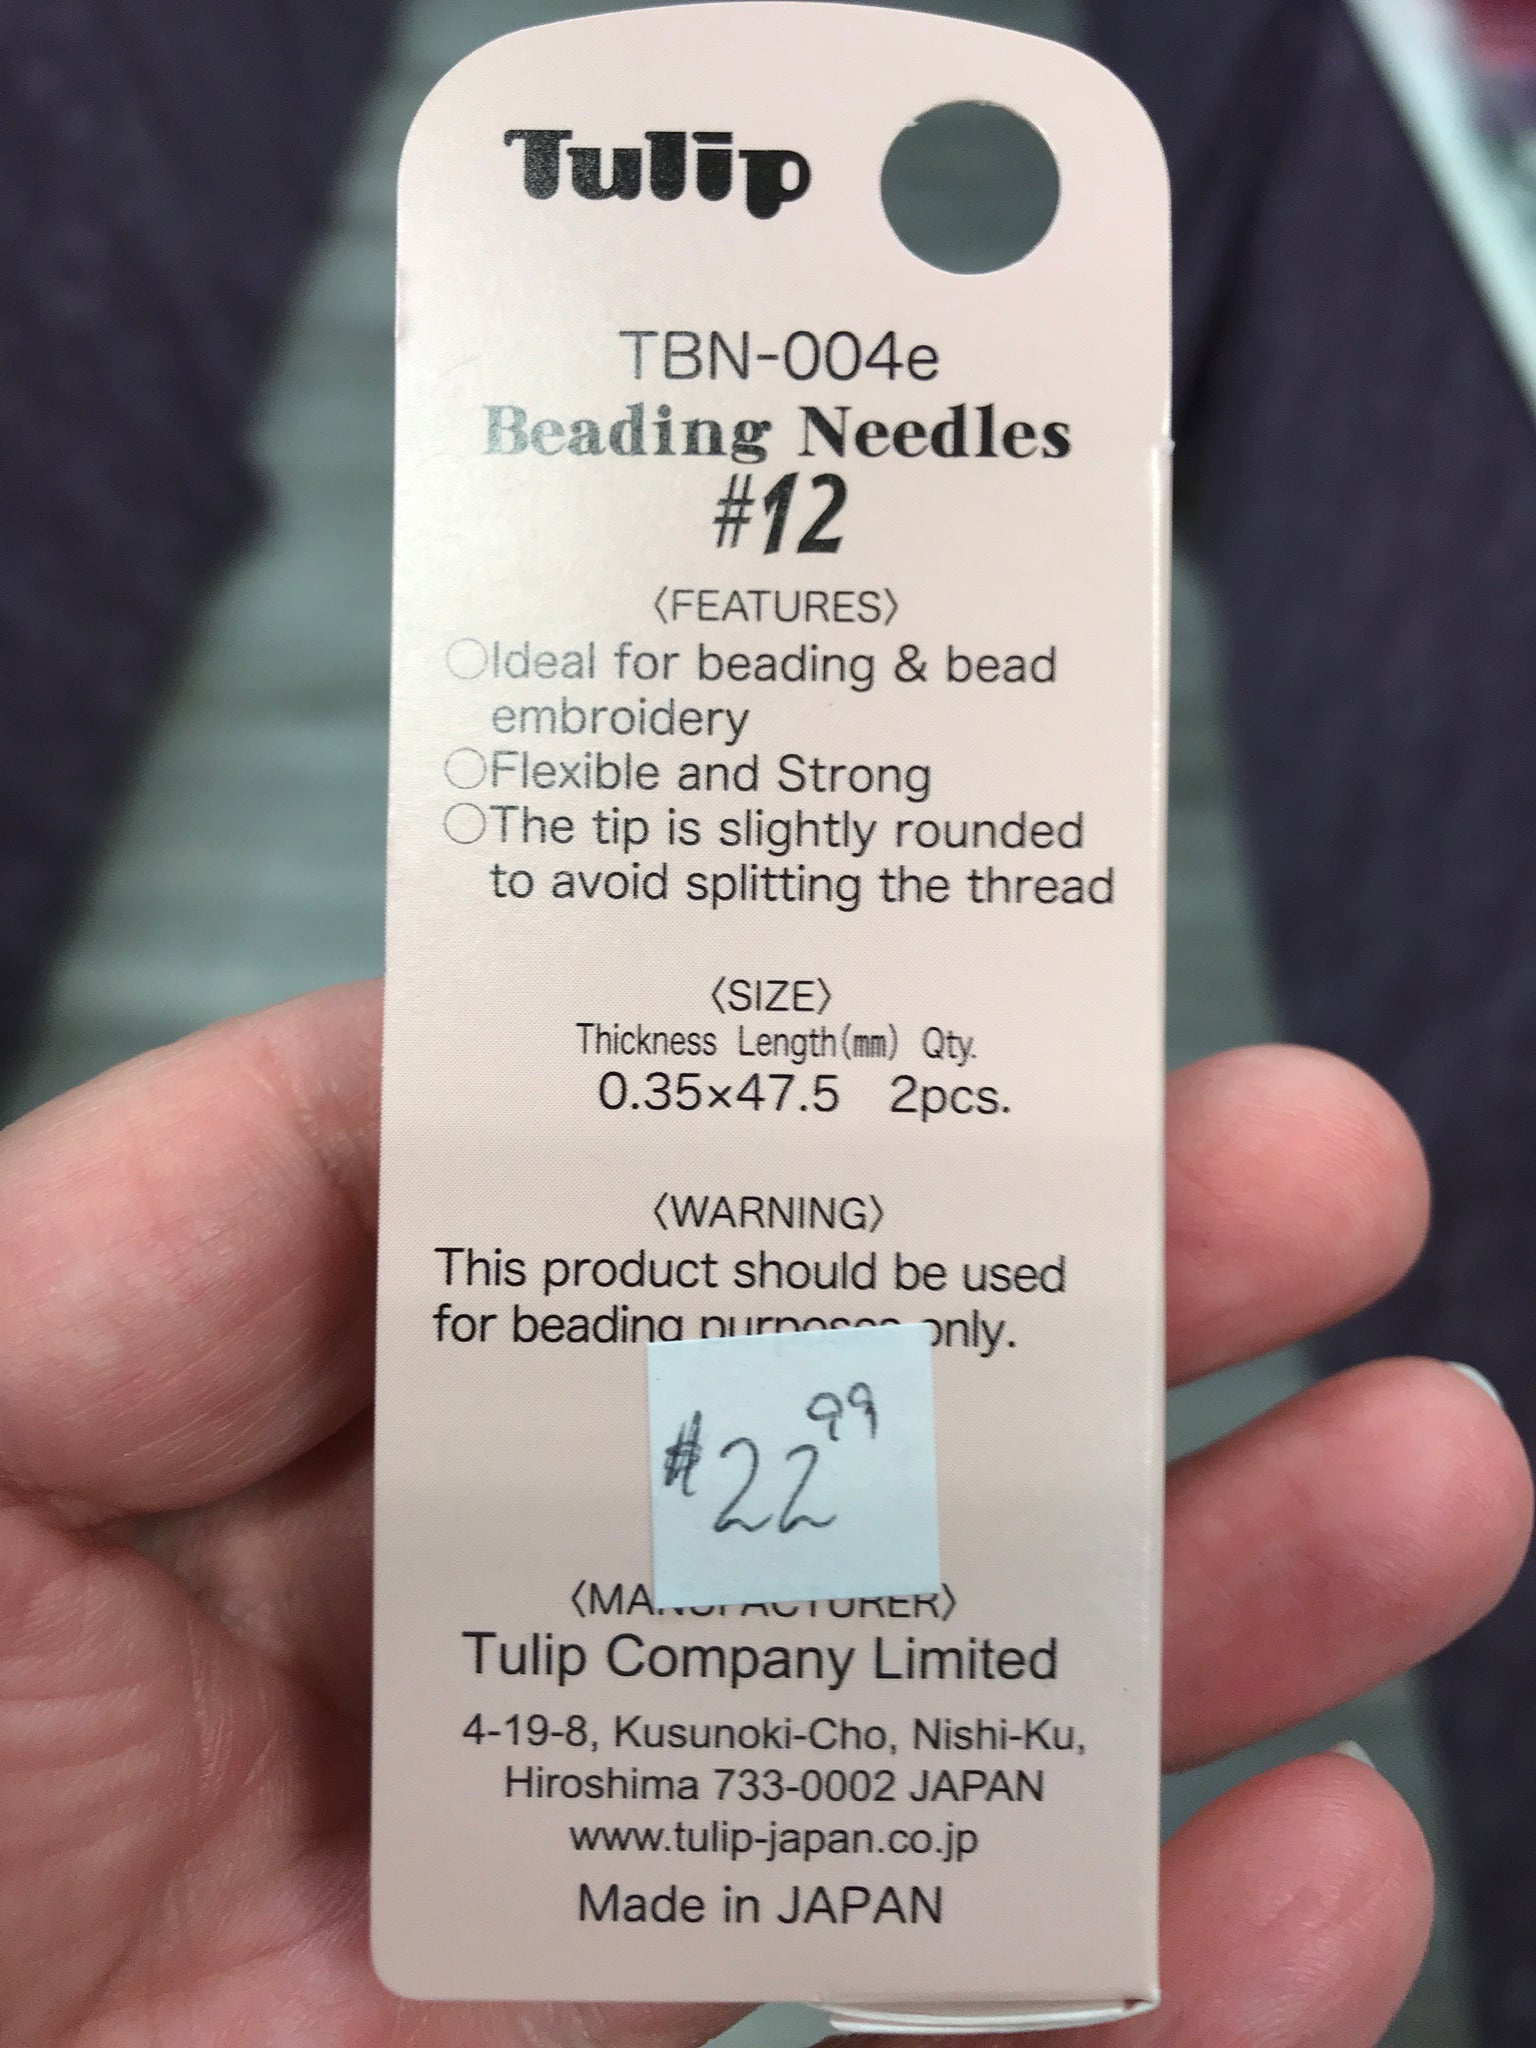 Tulip
TBN-004e
Beading Needles
#12
〈FEATURES〉
○Ideal for beading & bead
embroidery
○Flexible and Strong
○The tip is slightly rounded
to avoid splitting the thread
〈SIZE〉
Thickness Length(mm) Qty.
0.35×47.5 2pcs.
〈WARNING〉
This product should be used
for beading purposes only.
$22.99
〈MANUFACTURER〉
Tulip Company Limited
4-19-8, Kusunoki-Cho, Nishi-Ku,
Hiroshima 733-0002 JAPAN
www.tulip-japan.co.jp
Made in JAPAN